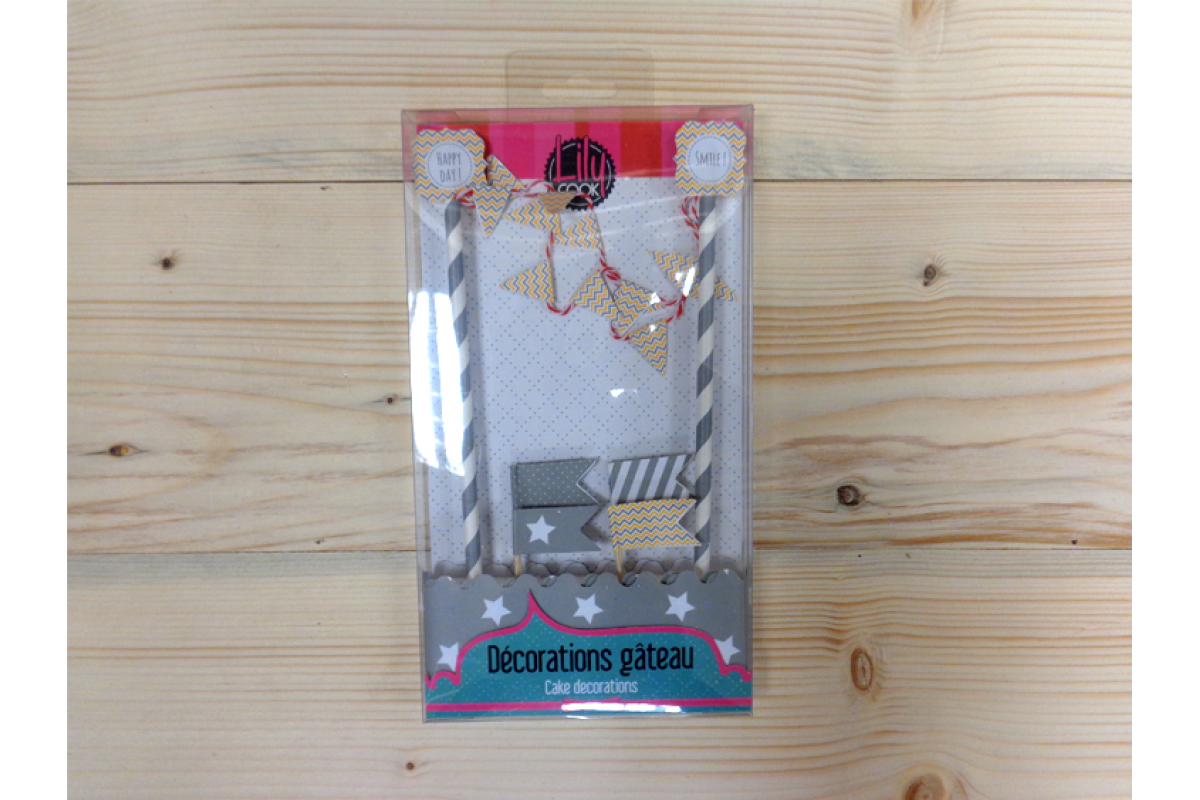 HAPPY
DAY!
Lily
COOK
SMILE!
Décorations gâteau
Cake decorations